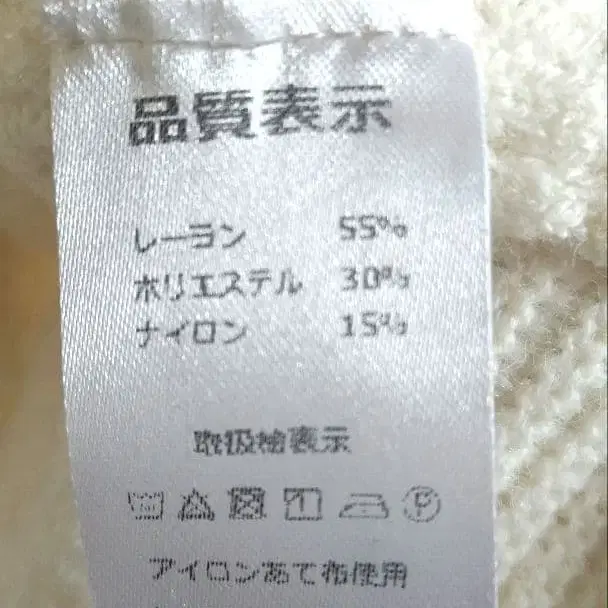 品質表示
レーヨン 55%
ポリエステル 30%
ナイロン 15%
取扱絵表示
アイロンあて布使用